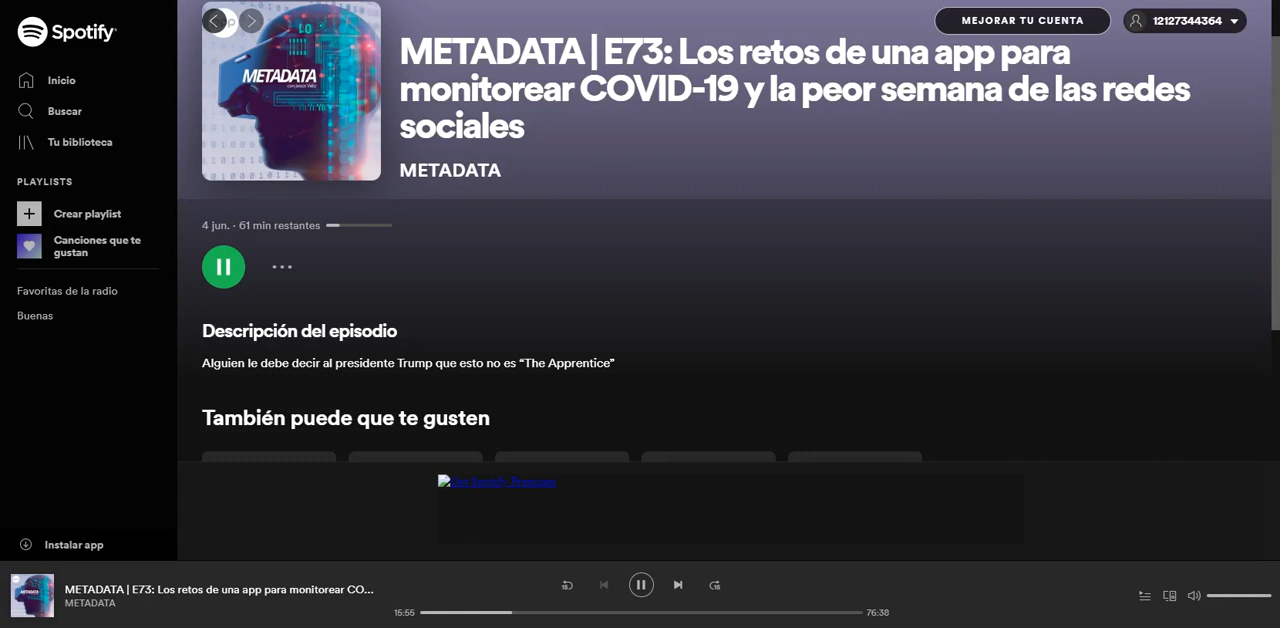 Spotify
MEJORAR TU CUENTA
12127344364
Inicio
Buscar
Tu biblioteca
PLAYLISTS
Crear playlist
Canciones que te
gustan
Favoritas de la radio
Buenas
Instalar app
METADATA
METADATA | E73: Los retos de una app para
monitorear COVID-19 y la peor semana de las redes
sociales
METADATA
4 jun. · 61 min restantes
Descripción del episodio
Alguien le debe decir al presidente Trump que esto no es “The Apprentice”
También puede que te gusten
Get Spotify Premium
METADATA | E73: Los retos de una app para monitorear CO...
METADATA
15:55
76:38